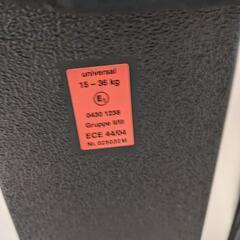 universal
15 – 36 kg
E1
0430 1238
Gruppe II/III
ECE 44/04